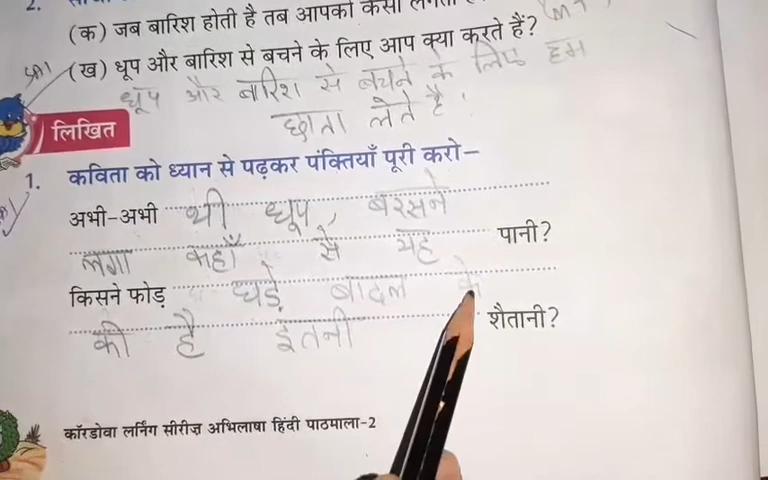 2.
(क) जब बारिश होती है तब आपको कैसा
(ख) धूप और बारिश से बचने के लिए आप क्या करते हैं?
धूप और बारिश से बचने के लिए हम
छाता लेते है।
लिखित
1. कविता को ध्यान से पढ़कर पंक्तियाँ पूरी करो–
अभी-अभी थी धूप, बरसने
लगा कहाँ से यह पानी?
किसने फोड़ घड़े बादल के
की है इतनी शैतानी?
कॉरडोवा लर्निंग सीरीज़ अभिलाषा हिंदी पाठमाला-2